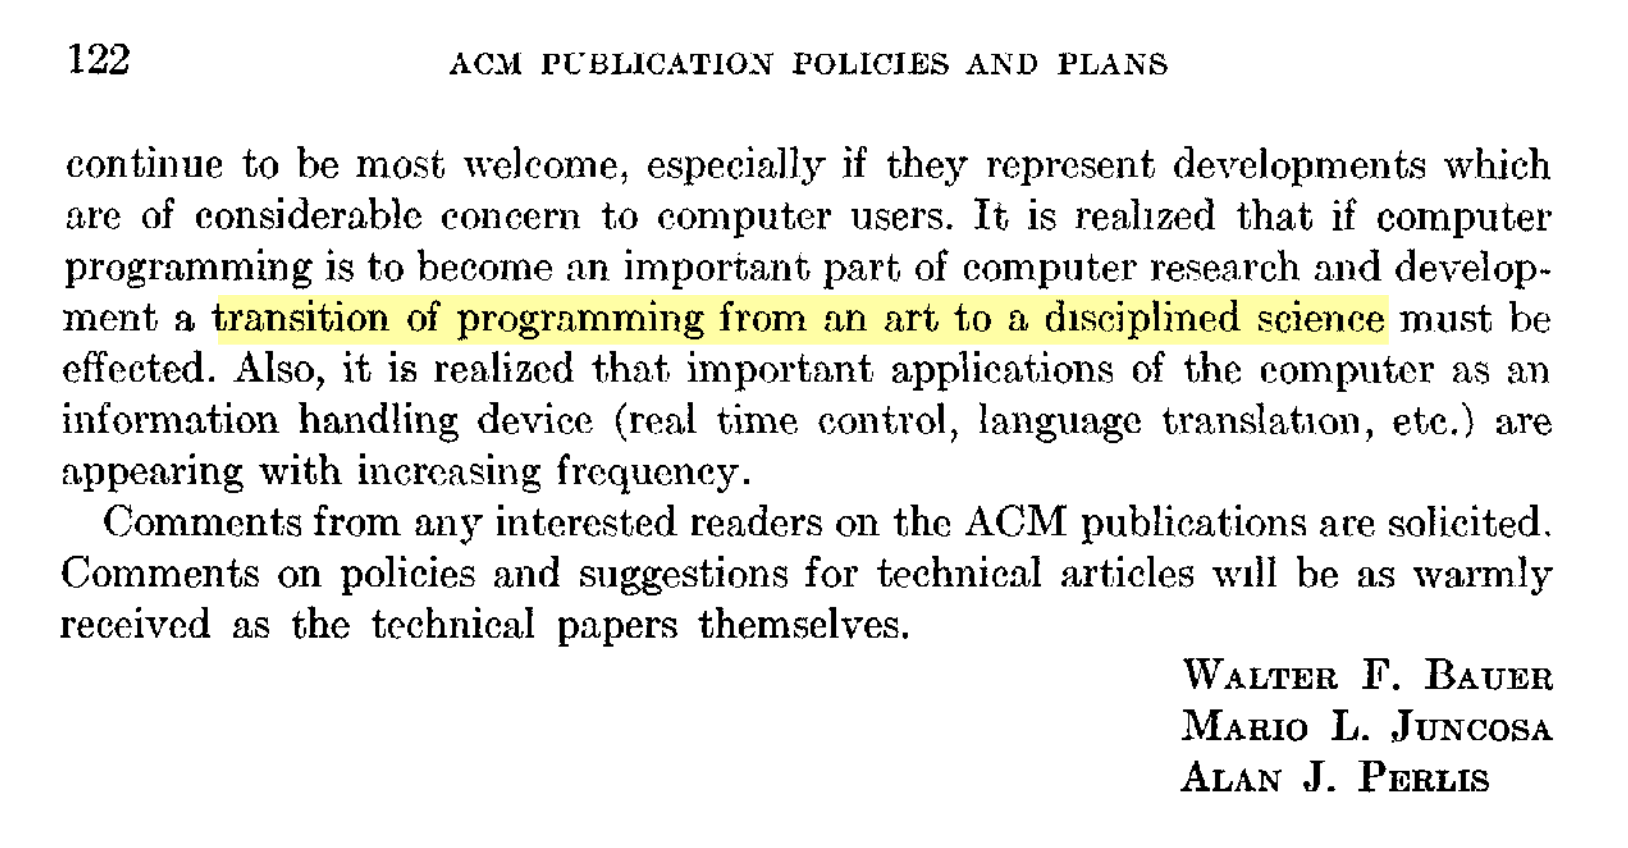 122
ACM PUBLICATION POLICIES AND PLANS
continue to be most welcome, especially if they represent developments which
are of considerable concern to computer users. It is realized that if computer
programming is to become an important part of computer research and develop-
ment a transition of programming from an art to a disciplined science must be
effected. Also, it is realized that important applications of the computer as an
information handling device (real time control, language translation, etc.) are
appearing with increasing frequency.
Comments from any interested readers on the ACM publications are solicited.
Comments on policies and suggestions for technical articles will be as warmly
received as the technical papers themselves.
WALTER F. BAUER
MARIO L. JUNCOSA
ALAN J. PERLIS